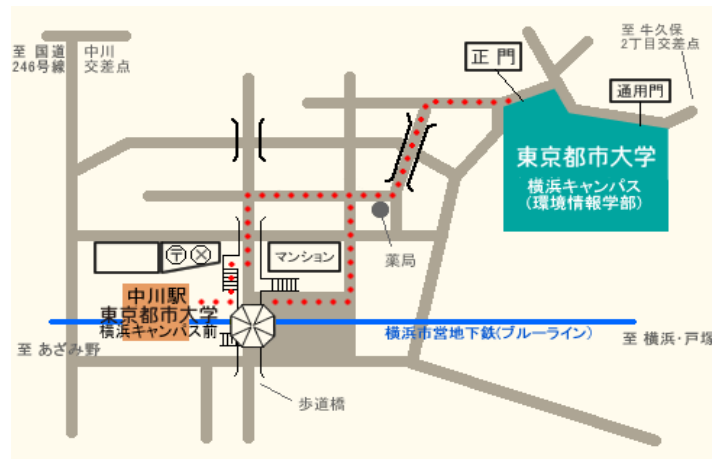 至 国道
246号線
中川
交差点
至 牛久保
2丁目交差点
正 門
通用門
東京都市大学
横浜キャンパス
(環境情報学部)
薬局
マンション
中川駅
東京都市大学
横浜キャンパス前
横浜市営地下鉄(ブルーライン)
至 あざみ野
至 横浜・戸塚
歩道橋